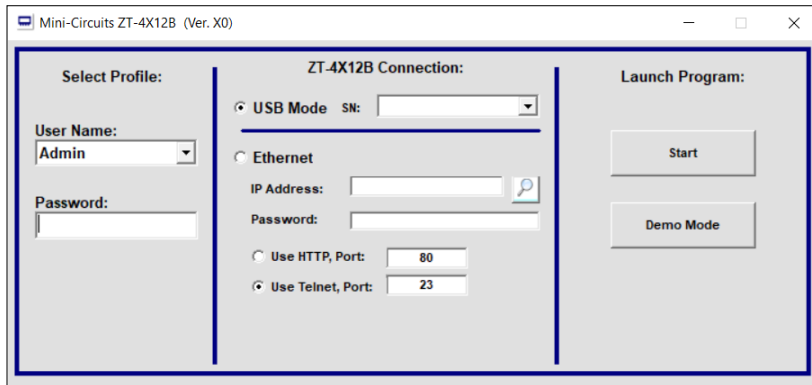 Mini-Circuits ZT-4X12B (Ver. X0)
Select Profile:
User Name:
Admin
Password:
ZT-4X12B Connection:
USB Mode SN:
Ethernet
IP Address:
Password:
Use HTTP, Port: 80
Use Telnet, Port: 23
Launch Program:
Start
Demo Mode